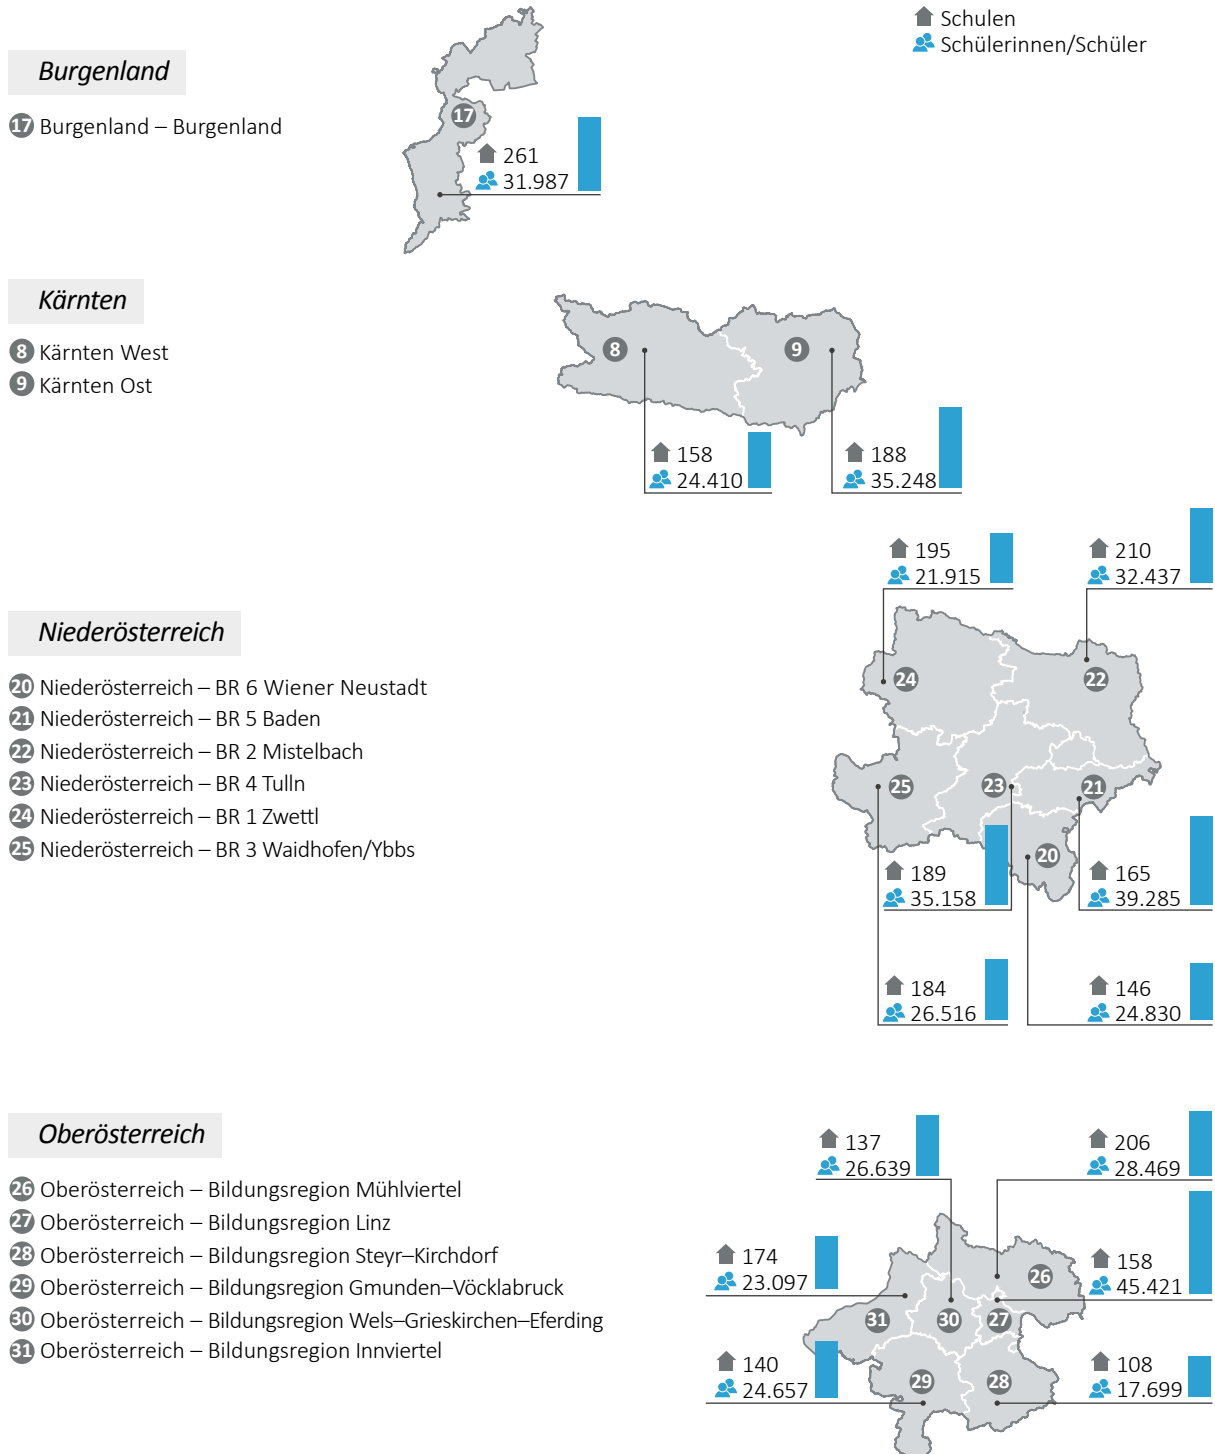 Schulen
Schülerinnen/Schüler
Burgenland
17 Burgenland – Burgenland
17
261
31.987
Kärnten
8 Kärnten West
9 Kärnten Ost
8
9
158
24.410
188
35.248
195
21.915
210
32.437
Niederösterreich
20 Niederösterreich – BR 6 Wiener Neustadt
21 Niederösterreich – BR 5 Baden
22 Niederösterreich – BR 2 Mistelbach
23 Niederösterreich – BR 4 Tulln
24 Niederösterreich – BR 1 Zwettl
25 Niederösterreich – BR 3 Waidhofen/Ybbs
24
22
25
23
21
20
189
35.158
165
39.285
184
26.516
146
24.830
Oberösterreich
26 Oberösterreich – Bildungsregion Mühlviertel
27 Oberösterreich – Bildungsregion Linz
28 Oberösterreich – Bildungsregion Steyr–Kirchdorf
29 Oberösterreich – Bildungsregion Gmunden–Vöcklabruck
30 Oberösterreich – Bildungsregion Wels–Grieskirchen–Eferding
31 Oberösterreich – Bildungsregion Innviertel
137
26.639
206
28.469
174
23.097
158
45.421
26
31
30
27
29
28
140
24.657
108
17.699